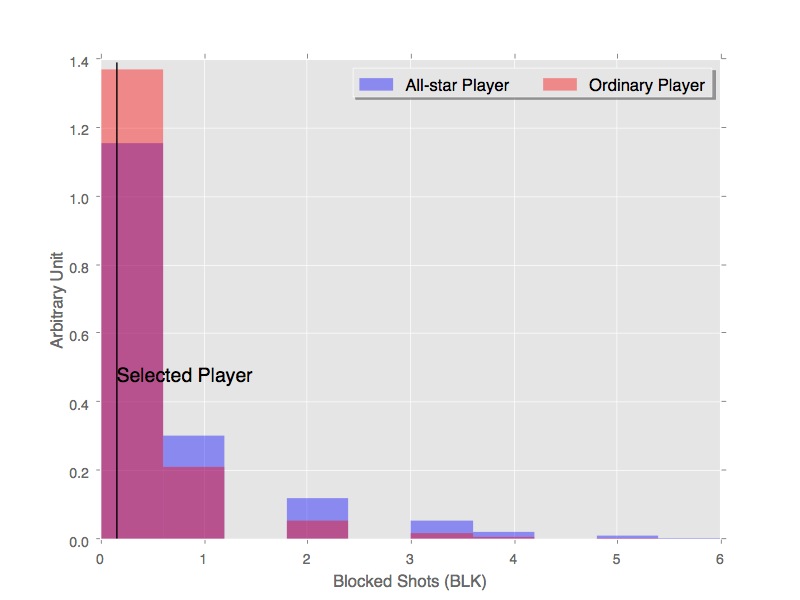 1.4
All-star Player Ordinary Player
1.2
1.0
0.8
Arbitrary Unit
0.6
Selected Player
0.4
0.2
0.0
0 1 2 3 4 5 6
Blocked Shots (BLK)